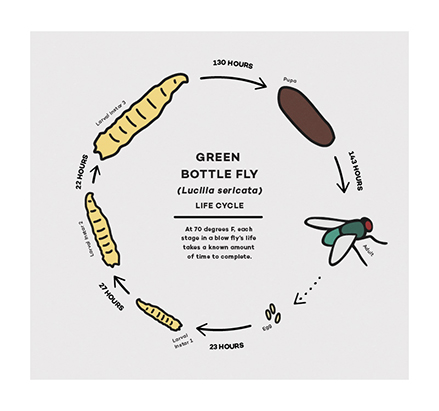 130 HOURS
Pupa
143 HOURS
Adult
Egg
23 HOURS
Larval
Instar 1
27 HOURS
Larval Instar 2
22 HOURS
Larval Instar 3
GREEN
BOTTLE FLY
(Lucilla sericata)
LIFE CYCLE
At 70 degrees F, each
stage in a blow fly's life
takes a known amount
of time to complete.